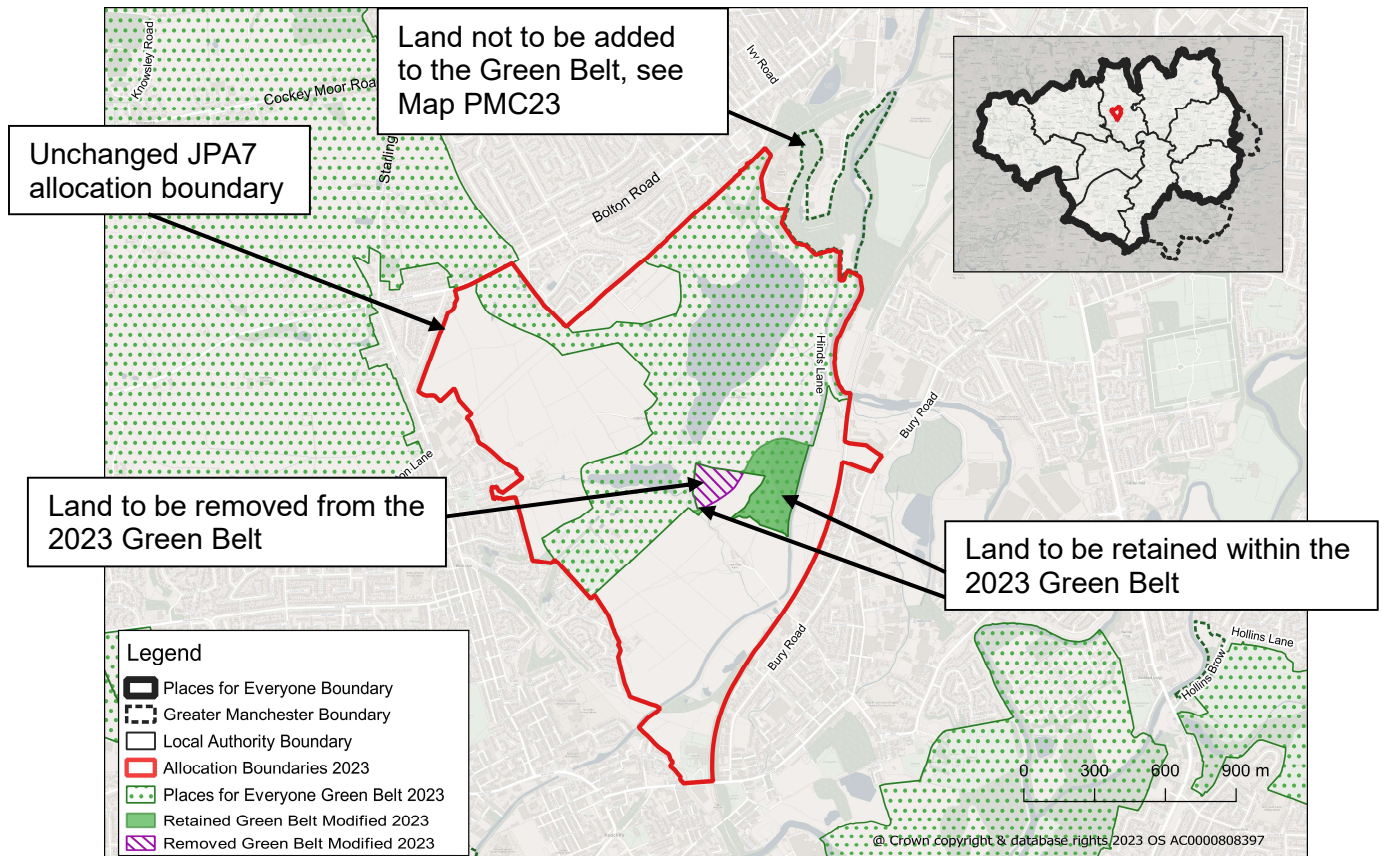 Land not to be added
to the Green Belt, see
Map PMC23
Unchanged JPA7
allocation boundary
Knowsley Road
Cockey Moor Roa
Starling
Ivy Road
Bolton Road
Hinds Lane
Bury Road
on Lane
Land to be removed from the
2023 Green Belt
Land to be retained within the
2023 Green Belt
Bury Road
Hollins Lane
Hollins Brow
Legend
Places for Everyone Boundary
Greater Manchester Boundary
Local Authority Boundary
Allocation Boundaries 2023
Places for Everyone Green Belt 2023
Retained Green Belt Modified 2023
Removed Green Belt Modified 2023
0 300 600 900 m
@ Crown copyright & database rights 2023 OS AC0000808397